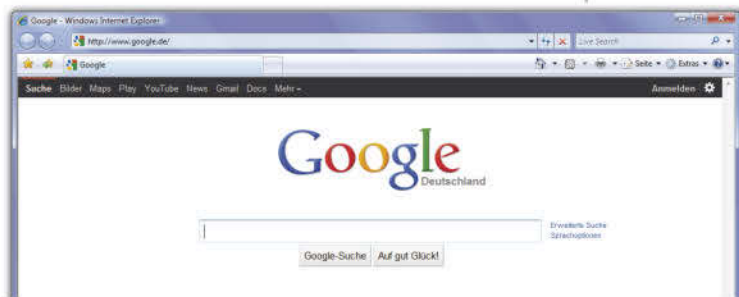 Google - Windows Internet Explorer
http://www.google.de/
Live Search
Google
Seite
Extras
Suche Bilder Maps Play YouTube News Gmail Docs Mehr
Anmelden
Google
Deutschland
Erweiterte Suche
Sprachoptionen
Google-Suche
Auf gut Glück!